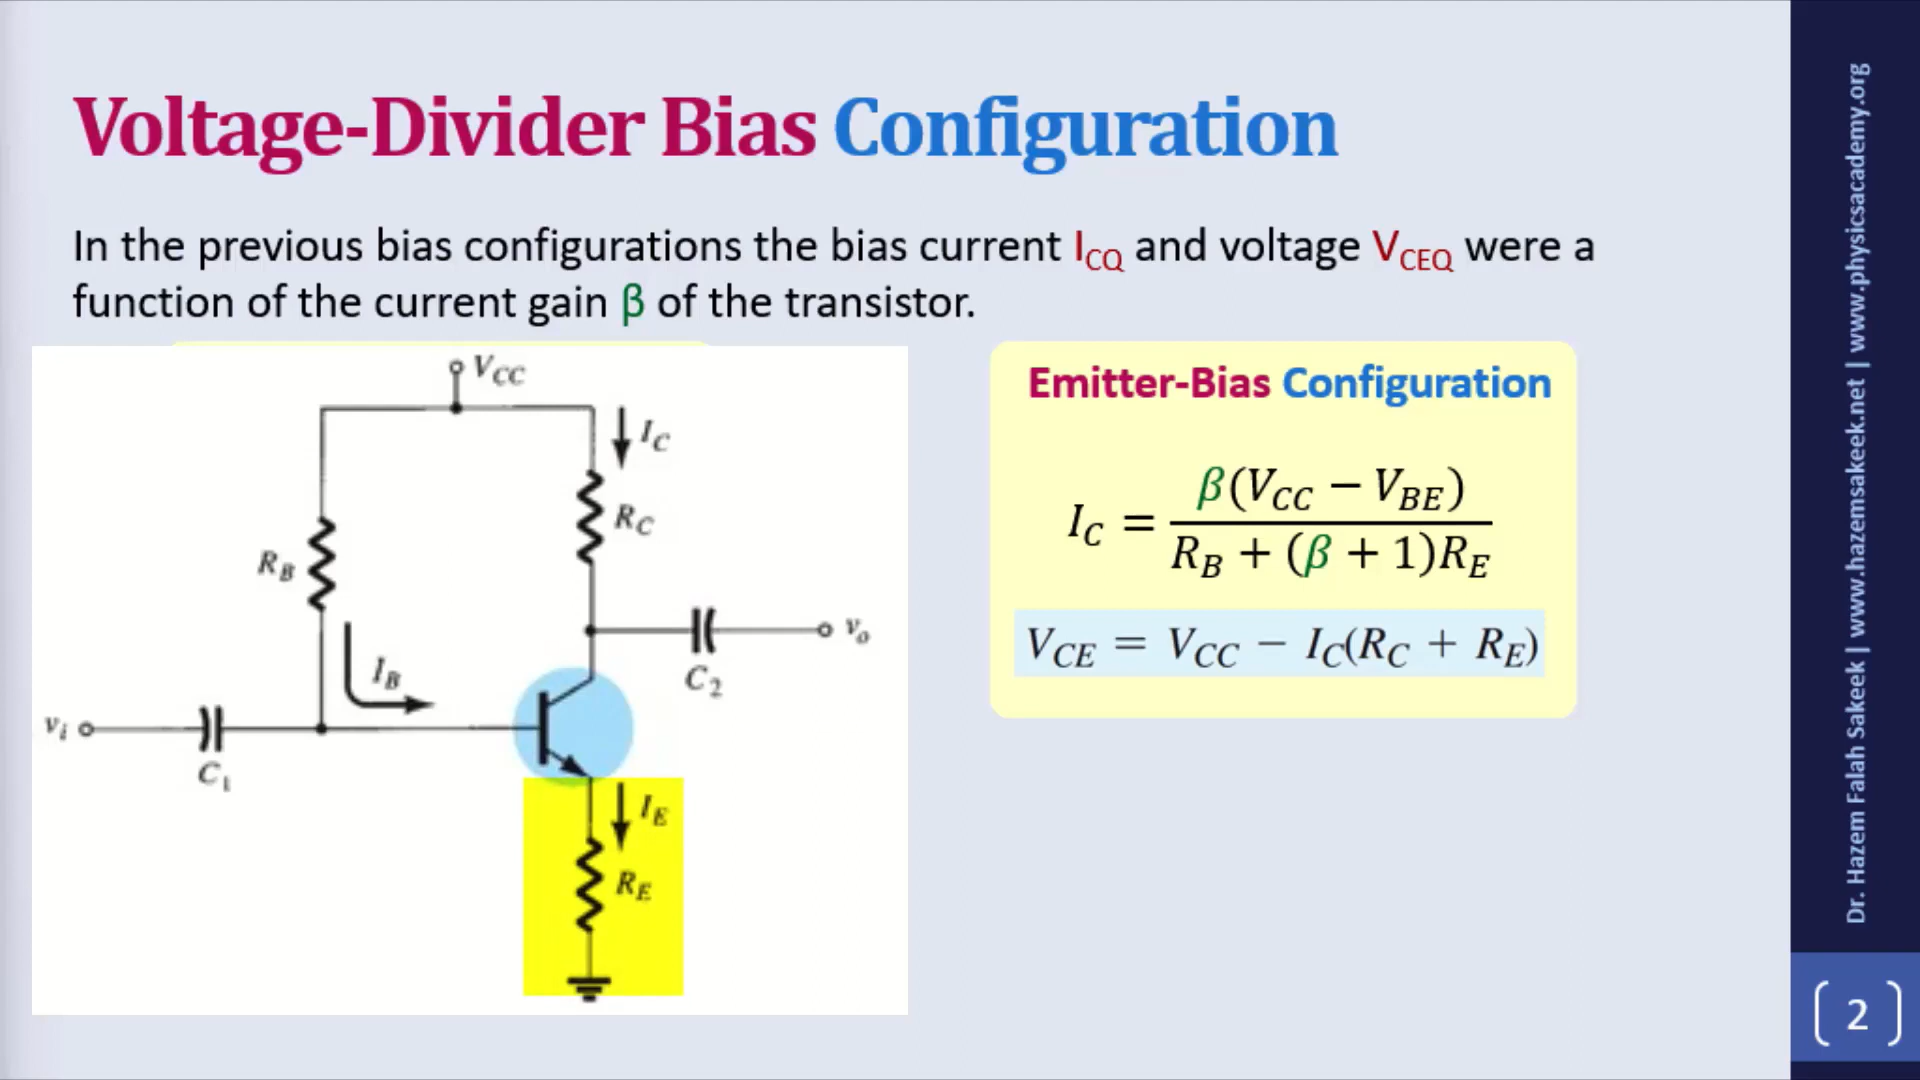 Voltage-Divider Bias Configuration
In the previous bias configurations the bias current I_CQ and voltage V_CEQ were a
function of the current gain β of the transistor.
V_CC
I_C
R_C
R_B
I_B
C_2
v_o
v_i
C_1
I_E
R_E
Emitter-Bias Configuration
I_C = β(V_CC − V_BE) / R_B + (β + 1)R_E
V_CE = V_CC − I_C(R_C + R_E)
Dr. Hazem Falah Sakeek | www.hazemsakeek.net | www.physicsacademy.org
2